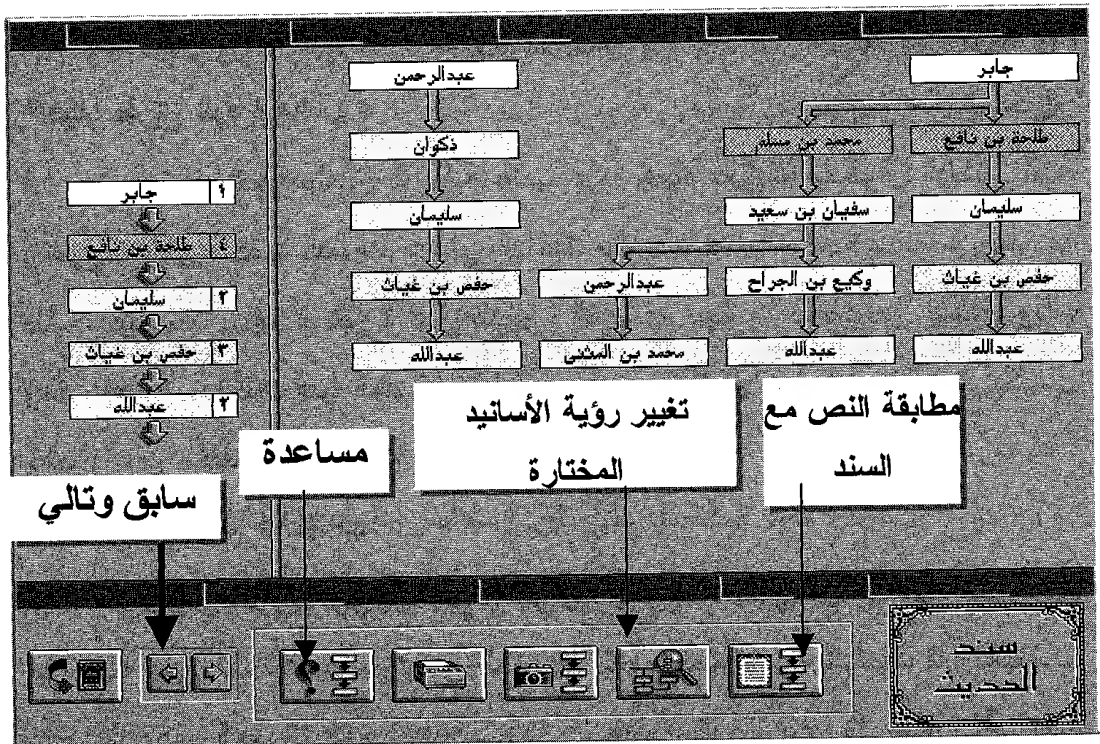 جابر
عبدالرحمن
محمد بن مسلم
طلحة بن نافع
ذكوان
سفيان بن سعيد
سليمان
سليمان
حفص بن غياث
وكيع بن الجراح
عبدالرحمن
حفص بن غياث
عبدالله
عبدالله
محمد بن المثنى
عبدالله
١ جابر
٤ طلحة بن نافع
٢ سليمان
٣ حفص بن غياث
٢ عبدالله
مطابقة النص مع
السند
تغيير رؤية الأسانيد
المختارة
مساعدة
سابق وتالي
سند
الحديث